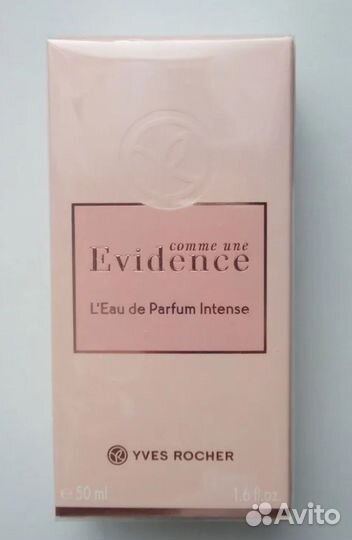 comme une
Evidence
L'Eau de Parfum Intense
YVES ROCHER
e 50 ml 1.6 fl.oz
Avito